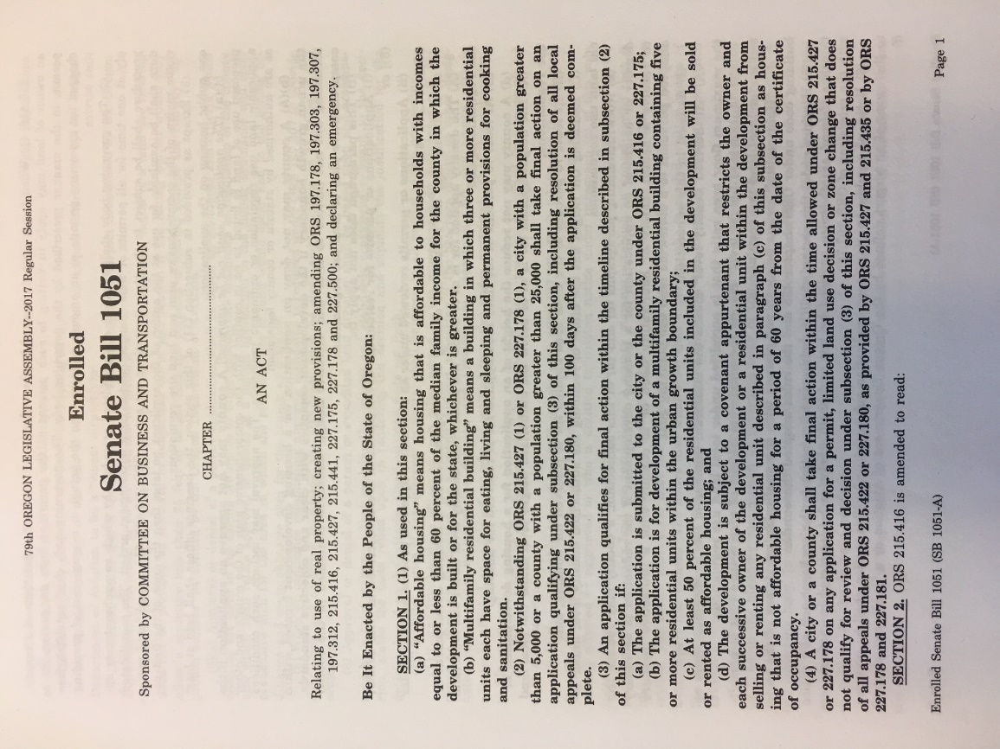 79th OREGON LEGISLATIVE ASSEMBLY--2017 Regular Session
Enrolled
Senate Bill 1051
Sponsored by COMMITTEE ON BUSINESS AND TRANSPORTATION
CHAPTER .................................................
AN ACT
Relating to use of real property; creating new provisions; amending ORS 197.178, 197.303, 197.307,
197.312, 215.416, 215.427, 215.441, 227.175, 227.178 and 227.500; and declaring an emergency.
Be It Enacted by the People of the State of Oregon:
SECTION 1. (1) As used in this section:
(a) “Affordable housing” means housing that is affordable to households with incomes
equal to or less than 60 percent of the median family income for the county in which the
development is built or for the state, whichever is greater.
(b) “Multifamily residential building” means a building in which three or more residential
units each have space for eating, living and sleeping and permanent provisions for cooking
and sanitation.
(2) Notwithstanding ORS 215.427 (1) or ORS 227.178 (1), a city with a population greater
than 5,000 or a county with a population greater than 25,000 shall take final action on an
application qualifying under subsection (3) of this section, including resolution of all local
appeals under ORS 215.422 or 227.180, within 100 days after the application is deemed com-
plete.
(3) An application qualifies for final action within the timeline described in subsection (2)
of this section if:
(a) The application is submitted to the city or the county under ORS 215.416 or 227.175;
(b) The application is for development of a multifamily residential building containing five
or more residential units within the urban growth boundary;
(c) At least 50 percent of the residential units included in the development will be sold
or rented as affordable housing; and
(d) The development is subject to a covenant appurtenant that restricts the owner and
each successive owner of the development or a residential unit within the development from
selling or renting any residential unit described in paragraph (c) of this subsection as hous-
ing that is not affordable housing for a period of 60 years from the date of the certificate
of occupancy.
(4) A city or a county shall take final action within the time allowed under ORS 215.427
or 227.178 on any application for a permit, limited land use decision or zone change that does
not qualify for review and decision under subsection (3) of this section, including resolution
of all appeals under ORS 215.422 or 227.180, as provided by ORS 215.427 and 215.435 or by ORS
227.178 and 227.181.
SECTION 2. ORS 215.416 is amended to read:
Enrolled Senate Bill 1051 (SB 1051-A)
Page 1